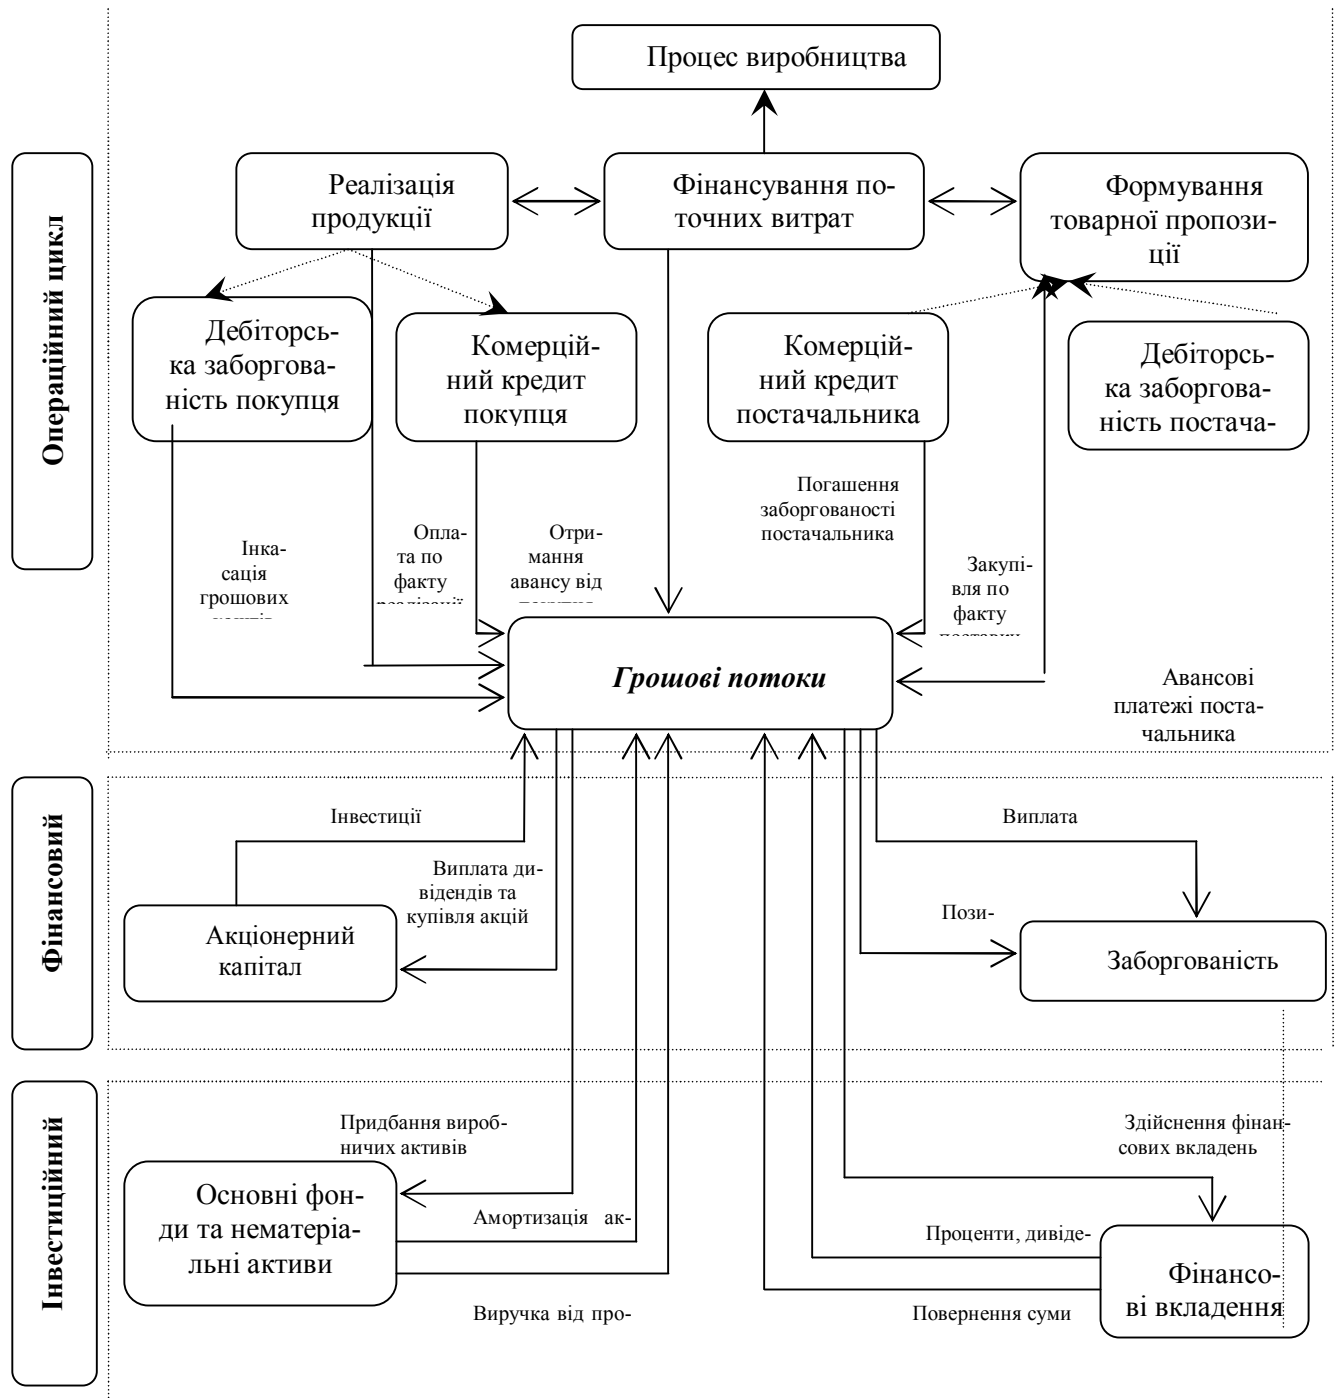 Процес виробництва
Операційний цикл
Реалізація
продукції
Фінансування по-
точних витрат
Формування
товарної пропози-
ції
Дебіторсь-
ка заборгова-
ність покупця
Комерцій-
ний кредит
покупця
Комерцій-
ний кредит
постачальника
Дебіторсь-
ка заборгова-
ність постача-
Погашення
заборгованості
постачальника
Інка-
сація
грошових
Опла-
та по
факту
реалізації
Отри-
мання
авансу від
Закупі-
вля по
факту
Грошові потоки
Авансові
платежі поста-
чальника
Фінансовий
Інвестиції
Виплата ди-
відендів та
купівля акцій
Акціонерний
капітал
Виплата
Пози-
Заборгованість
Інвестиційний
Придбання вироб-
ничих активів
Основні фон-
ди та нематеріа-
льні активи
Амортизація ак-
Виручка від про-
Здійснення фінан-
сових вкладень
Проценти, дивіде-
Повернення суми
Фінансо-
ві вкладення